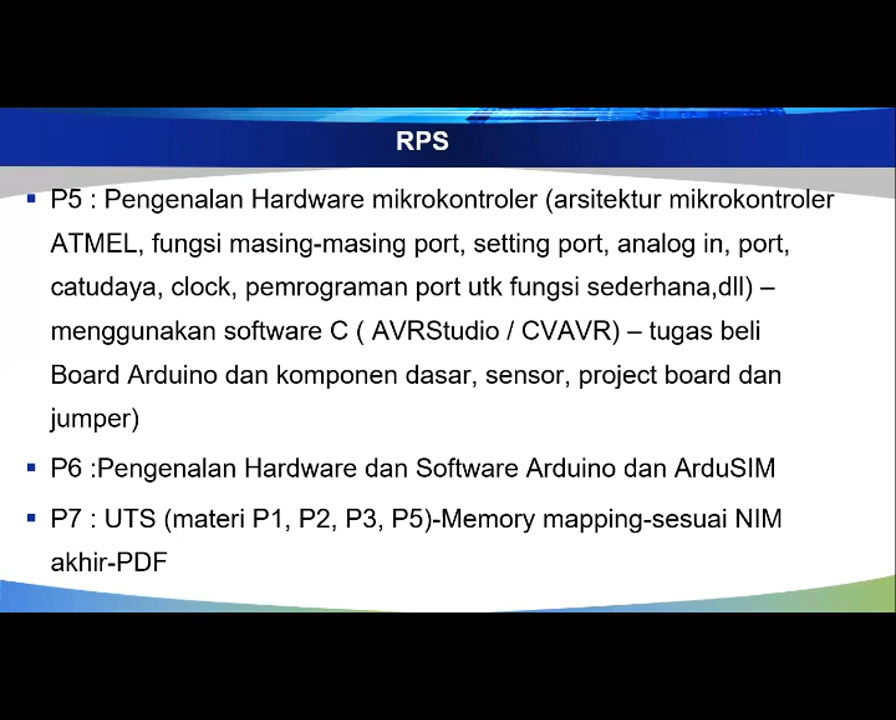 RPS
▪ P5 : Pengenalan Hardware mikrokontroler (arsitektur mikrokontroler
ATMEL, fungsi masing-masing port, setting port, analog in, port,
catudaya, clock, pemrograman port utk fungsi sederhana,dll) –
menggunakan software C ( AVRStudio / CVAVR) – tugas beli
Board Arduino dan komponen dasar, sensor, project board dan
jumper)
▪ P6 :Pengenalan Hardware dan Software Arduino dan ArduSIM
▪ P7 : UTS (materi P1, P2, P3, P5)-Memory mapping-sesuai NIM
akhir-PDF